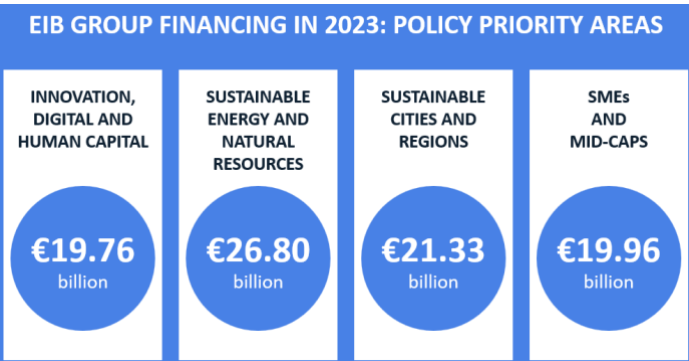 EIB GROUP FINANCING IN 2023: POLICY PRIORITY AREAS
INNOVATION,
DIGITAL AND
HUMAN CAPITAL
€19.76
billion
SUSTAINABLE
ENERGY AND
NATURAL
RESOURCES
€26.80
billion
SUSTAINABLE
CITIES AND
REGIONS
€21.33
billion
SMEs
AND
MID-CAPS
€19.96
billion